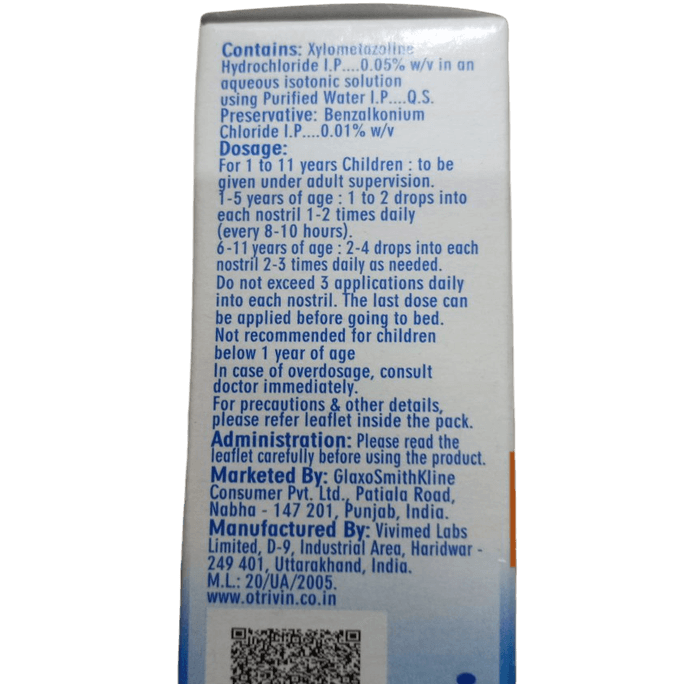 Contains: Xylometazoline
Hydrochloride I.P....0.05% w/v in an
aqueous isotonic solution
using Purified Water I.P....Q.S.
Preservative: Benzalkonium
Chloride I.P....0.01% w/v
Dosage:
For 1 to 11 years Children : to be
given under adult supervision.
1-5 years of age : 1 to 2 drops into
each nostril 1-2 times daily
(every 8-10 hours).
6-11 years of age : 2-4 drops into each
nostril 2-3 times daily as needed.
Do not exceed 3 applications daily
into each nostril. The last dose can
be applied before going to bed.
Not recommended for children
below 1 year of age
In case of overdosage, consult
doctor immediately.
For precautions & other details,
please refer leaflet inside the pack.
Administration: Please read the
leaflet carefully before using the product.
Marketed By: GlaxoSmithKline
Consumer Pvt. Ltd., Patiala Road,
Nabha - 147 201, Punjab, India.
Manufactured By: Vivimed Labs
Limited, D-9, Industrial Area, Haridwar -
249 401, Uttarakhand, India.
M.L.: 20/UA/2005.
www.otrivin.co.in